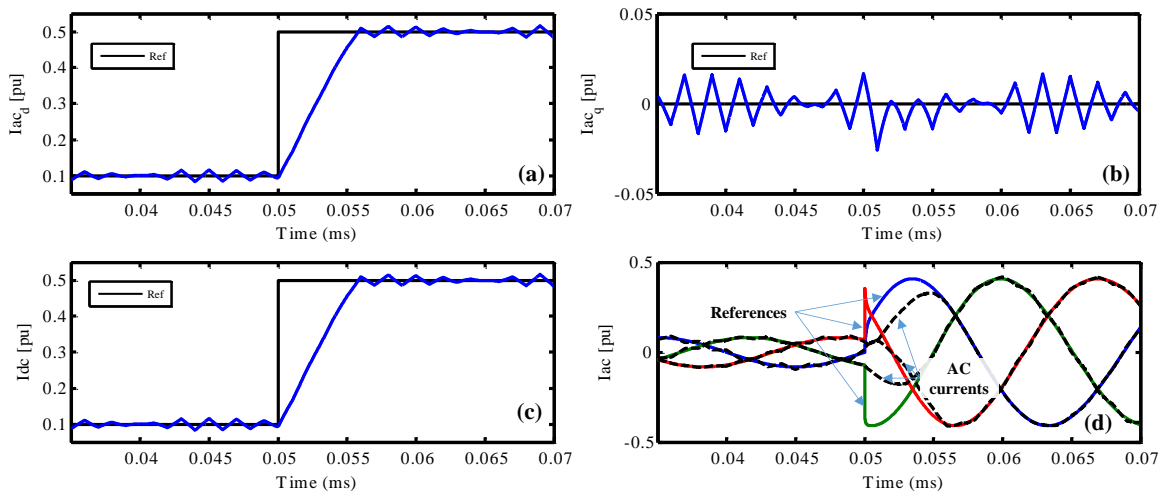 Iac_d [pu]
0.5
0.4
0.3
0.2
0.1
Ref
(a)
0.04
0.045
0.05
0.055
0.06
0.065
0.07
Time (ms)
Iac_q [pu]
0.05
0
-0.05
Ref
(b)
0.04
0.045
0.05
0.055
0.06
0.065
0.07
Time (ms)
Idc [pu]
0.5
0.4
0.3
0.2
0.1
Ref
(c)
0.04
0.045
0.05
0.055
0.06
0.065
0.07
Time (ms)
Iac [pu]
0.5
0
-0.5
References
AC
currents
(d)
0.04
0.045
0.05
0.055
0.06
0.065
0.07
Time (ms)